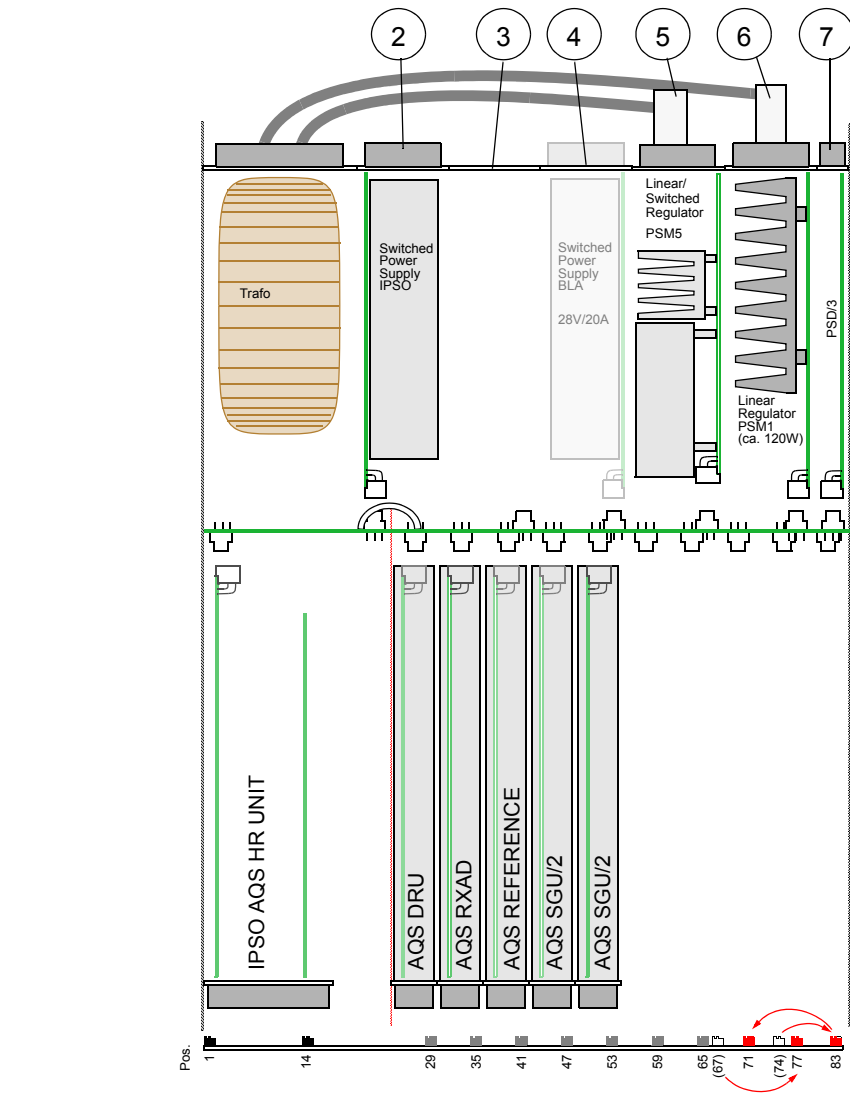 2 3 4 5 6 7
Trafo
Switched
Power
Supply
IPSO
Switched
Power
Supply
BLA
28V/20A
Linear/
Switched
Regulator
PSM5
Linear
Regulator
PSM1
(ca. 120W)
PSD/3
IPSO AQS HR UNIT
AQS DRU
AQS RXAD
AQS REFERENCE
AQS SGU/2
AQS SGU/2
Pos. 1 14 29 35 41 47 53 59 65 (67) 71 (74) 77 83